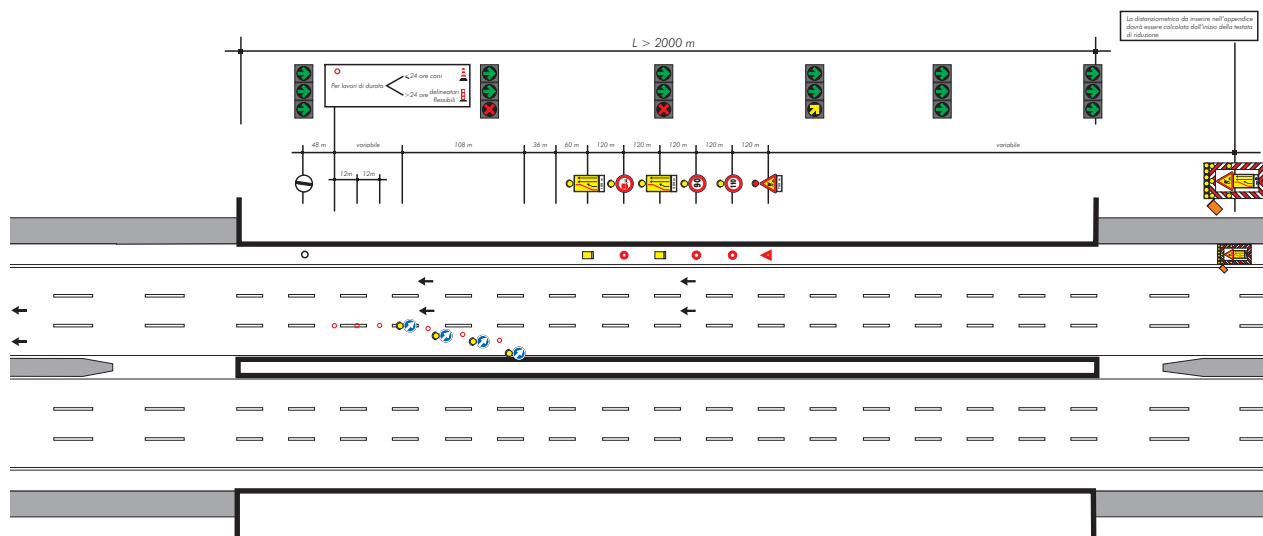 La distanziometrica da inserire nell'appendice
dovrà essere calcolata dall'inizio della testata
di riduzione
L > 2000 m
Per lavori di durata
<24 ore coni
>24 ore delineatori
flessibili
48 m
variabile
108 m
36 m
60 m
120 m
120 m
120 m
120 m
120 m
variabile
12m
12m
90
110